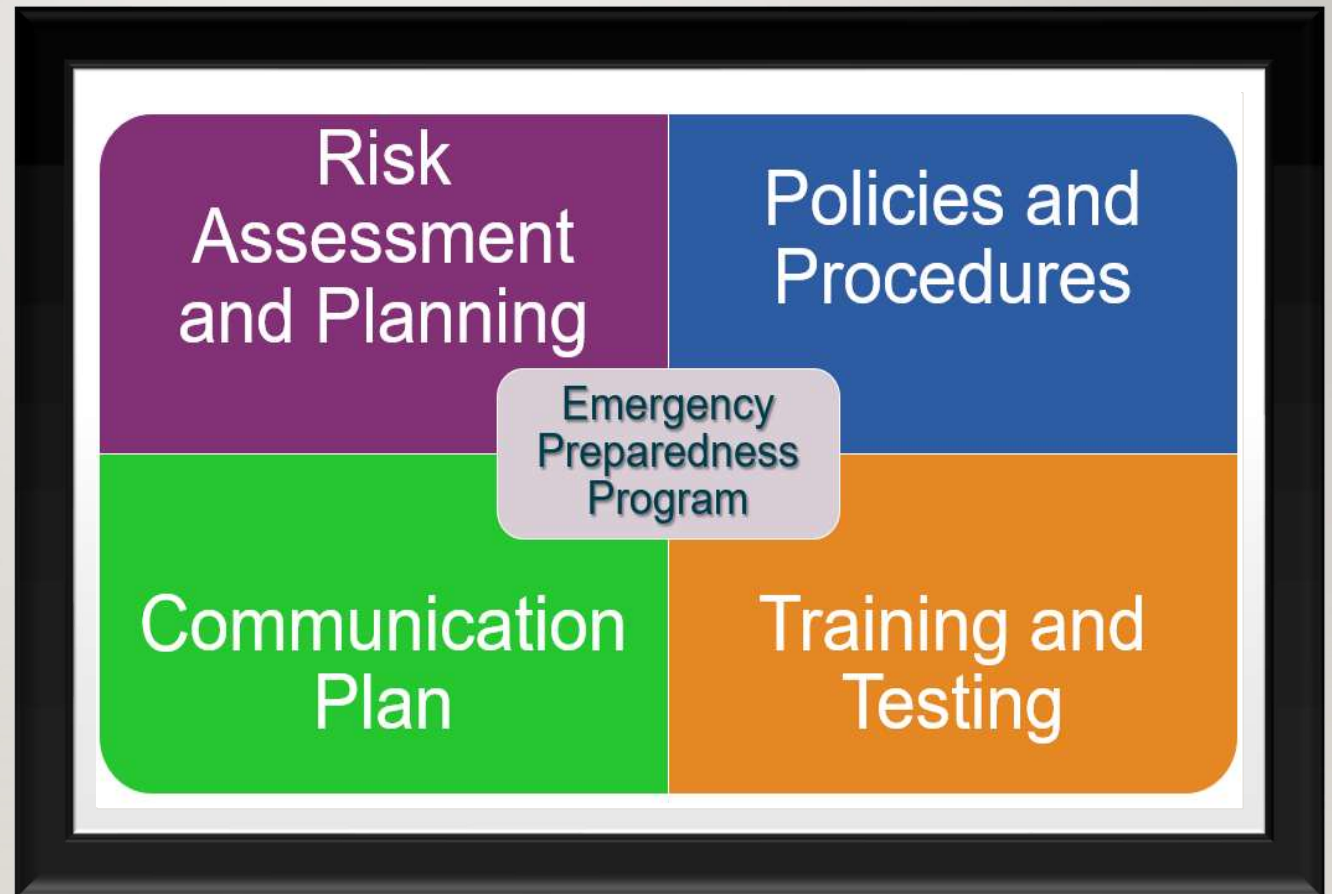 Risk
Assessment
and Planning
Policies and
Procedures
Emergency
Preparedness
Program
Communication
Plan
Training and
Testing